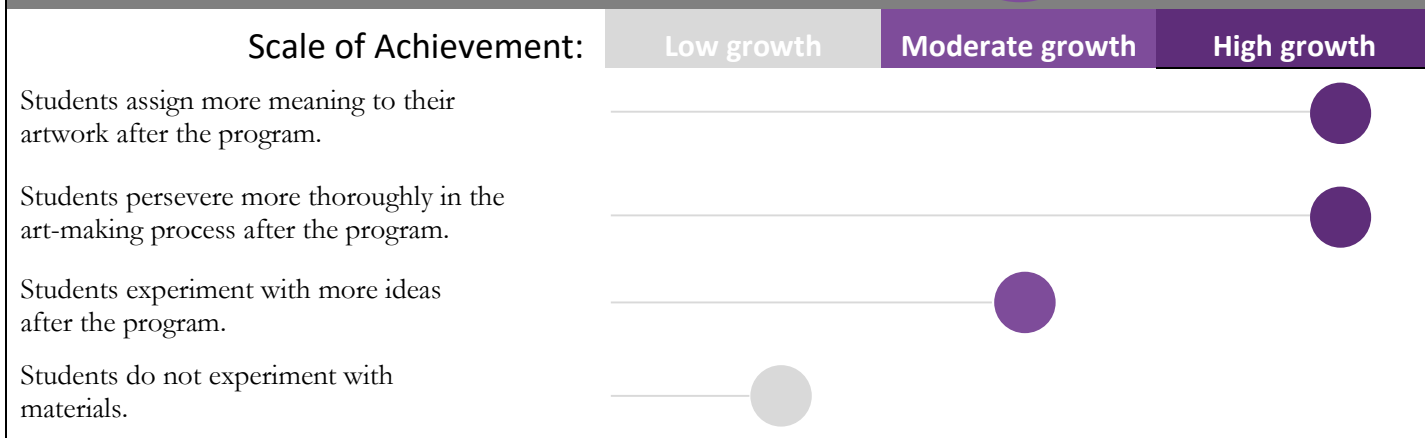 Scale of Achievement:
Low growth
Moderate growth
High growth
Students assign more meaning to their
artwork after the program.
Students persevere more thoroughly in the
art-making process after the program.
Students experiment with more ideas
after the program.
Students do not experiment with
materials.